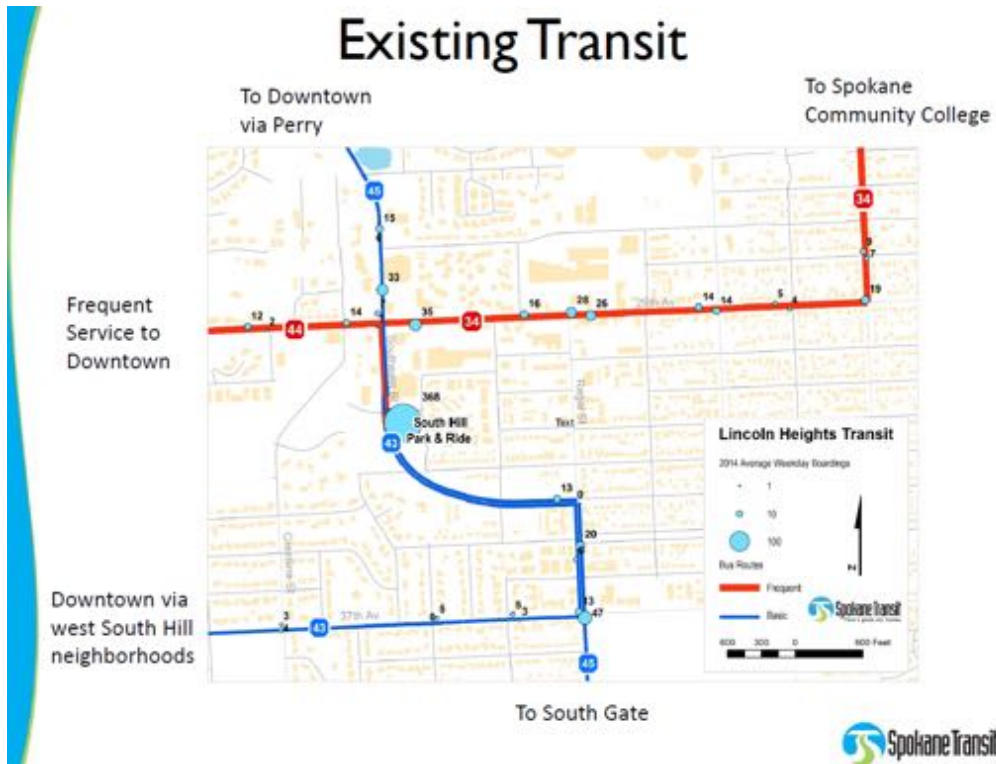 Existing Transit
To Downtown
via Perry
To Spokane
Community College
45
34
15
33
9
7
19
Frequent
Service to
Downtown
12
2
44
14
35
34
16
28
26
29th Av
14
14
5
4
368
South Hill
Park & Ride
43
Regal St
Text
13
0
20
Lincoln Heights Transit
2014 Average Weekday Boardings
1
10
100
Bus Routes
Frequent
Basic
Spokane Transit
N
600 300 0 600 Feet
Downtown via
west South Hill
neighborhoods
3
43
37th Av
3
13
47
45
To South Gate
Spokane Transit